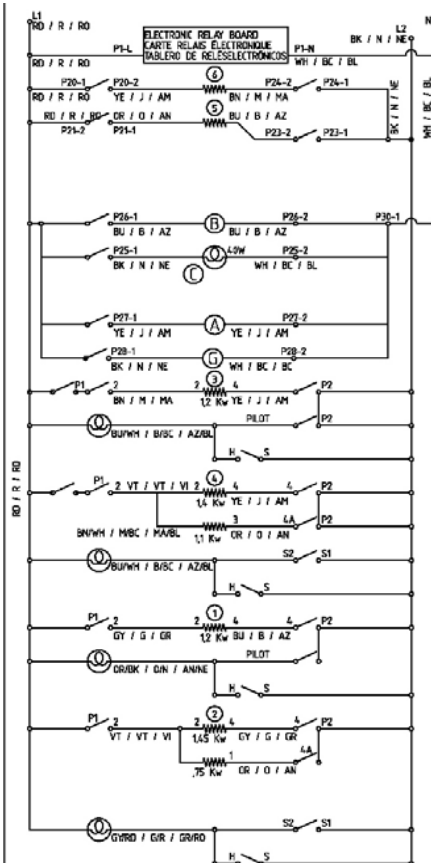 L1
RD / R / RO
N
L2
BK / N / NE
ELECTRONIC RELAY BOARD
CARTE RELAIS ÉLECTRONIQUE
TABLERO DE RELÉSELECTRÓNICOS
P1-L
P1-N
RD / R / RO
WH / BC / BL
6
P20-1 P20-2 P24-2 P24-1
RD / R / RO YE / J / AM BN / M / MA
5
RD / R / RO OR / O / AN BU / B / AZ
P21-2 P21-1 P23-2 P23-1
BK / N / NE
WH / BC / BL
P26-1 B P26-2 P30-1
BU / B / AZ BU / B / AZ
P25-1 40W P25-2
BK / N / NE C WH / BC / BL
P27-1 A P27-2
YE / J / AM YE / J / AM
P28-1 G P28-2
BK / N / NE WH / BC / BC
3
P1 2 2 4 P2
BN / M / MA 1,2 Kw YE / J / AM
PILOT P2
BU/WH / B/BC / AZ/BL
H S
RD / R / RO
4
P1 2 VT / VT / VI 2 4 4 P2
1,4 Kw YE / J / AM
3 4A P2
BN/WH / M/BC / MA/BL 1,1 Kw OR / O / AN
S2 S1
BU/WH / B/BC / AZ/BL
H S
1
P1 2 2 4 4 P2
GY / G / GR 1,2 Kw BU / B / AZ
PILOT
OR/BK / O/N / AN/NE
H S
2
P1 2 2 4 4 P2
VT / VT / VI 1,45 Kw GY / G / GR
1 4A
,75 Kw OR / O / AN
S2 S1
GY/RD / G/R / GR/RO
H S